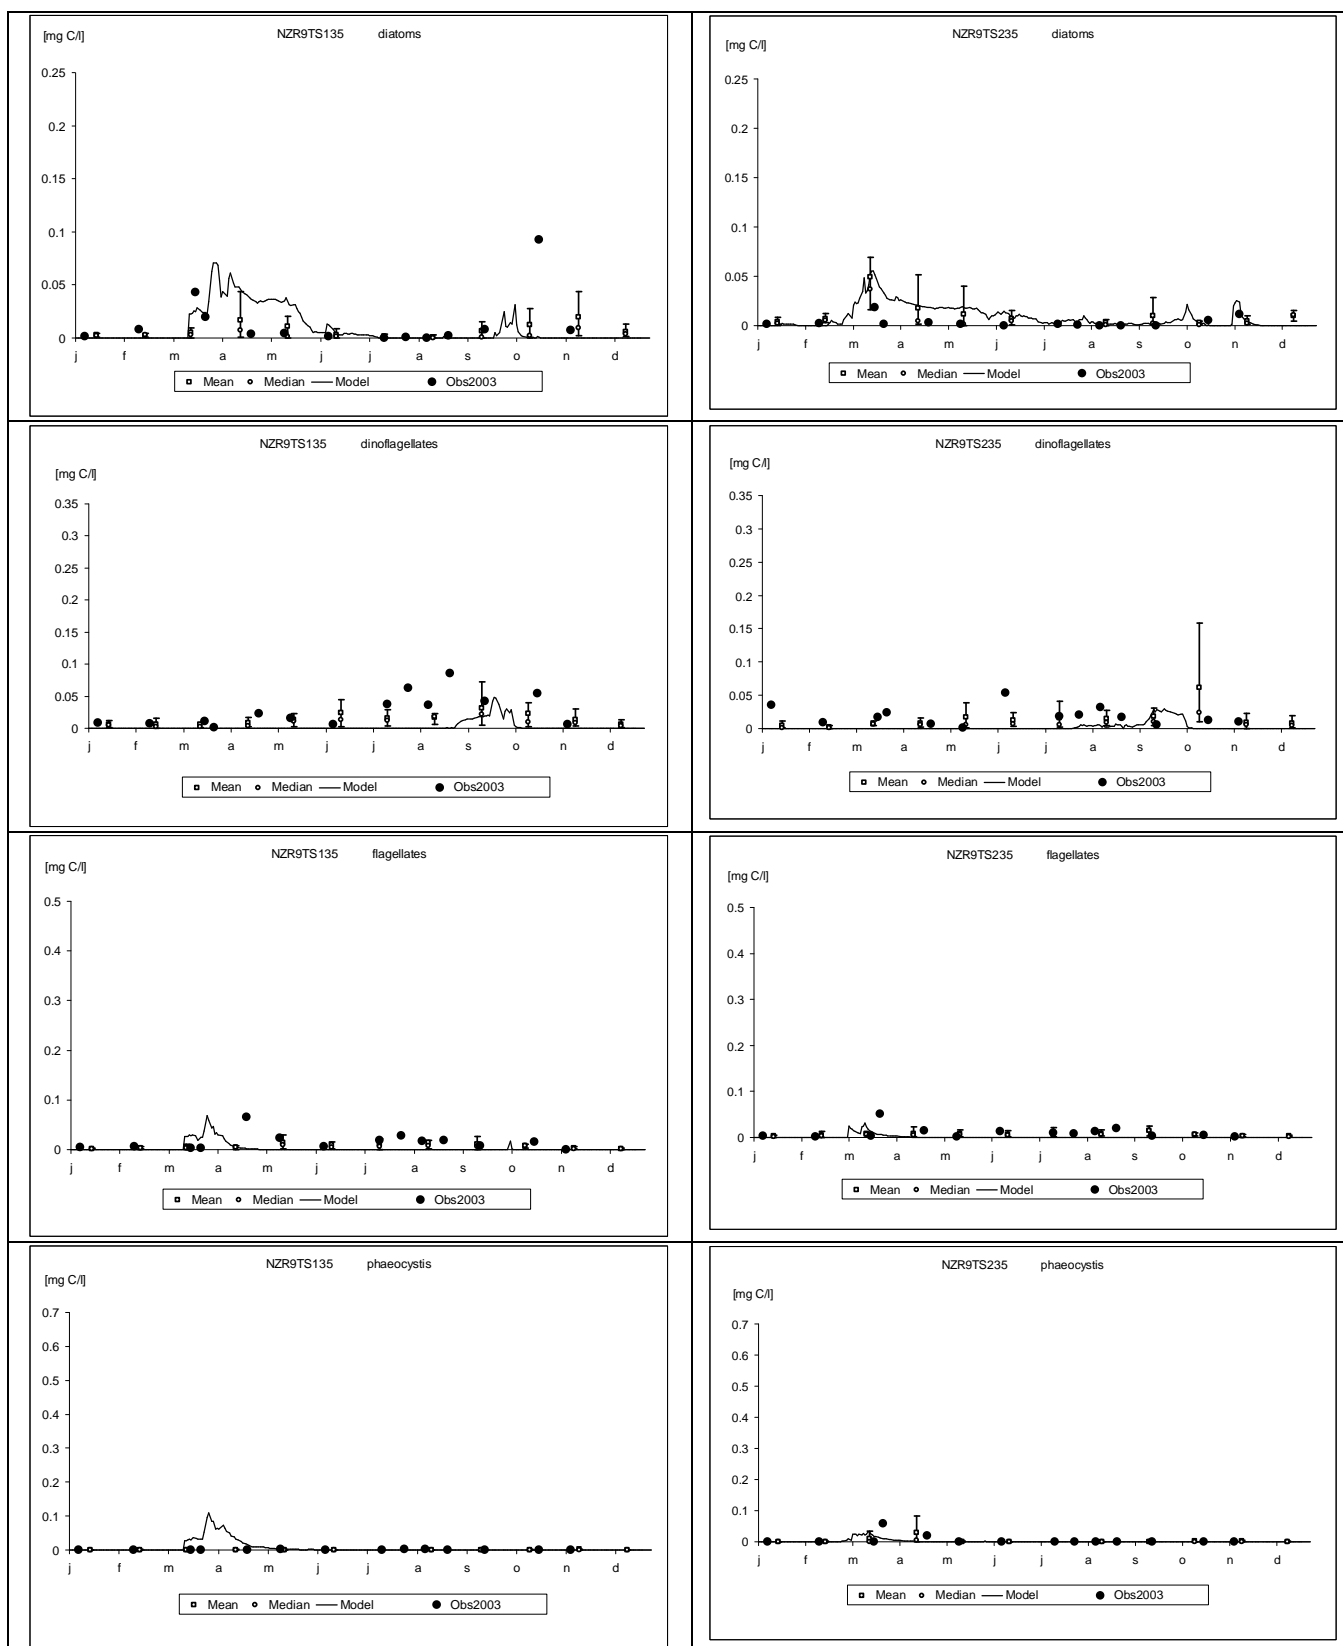 NZR9TS135 diatoms
[mg C/l]
0.25
0.2
0.15
0.1
0.05
0
j f m a m j j a s o n d
Mean Median Model Obs2003
NZR9TS235 diatoms
[mg C/l]
0.25
0.2
0.15
0.1
0.05
0
j f m a m j j a s o n d
Mean Median Model Obs2003
NZR9TS135 dinoflagellates
[mg C/l]
0.35
0.3
0.25
0.2
0.15
0.1
0.05
0
j f m a m j j a s o n d
Mean Median Model Obs2003
NZR9TS235 dinoflagellates
[mg C/l]
0.35
0.3
0.25
0.2
0.15
0.1
0.05
0
j f m a m j j a s o n d
Mean Median Model Obs2003
NZR9TS135 flagellates
[mg C/l]
0.5
0.4
0.3
0.2
0.1
0
j f m a m j j a s o n d
Mean Median Model Obs2003
NZR9TS235 flagellates
[mg C/l]
0.5
0.4
0.3
0.2
0.1
0
j f m a m j j a s o n d
Mean Median Model Obs2003
NZR9TS135 phaeocystis
[mg C/l]
0.7
0.6
0.5
0.4
0.3
0.2
0.1
0
j f m a m j j a s o n d
Mean Median Model Obs2003
NZR9TS235 phaeocystis
[mg C/l]
0.7
0.6
0.5
0.4
0.3
0.2
0.1
0
j f m a m j j a s o n d
Mean Median Model Obs2003